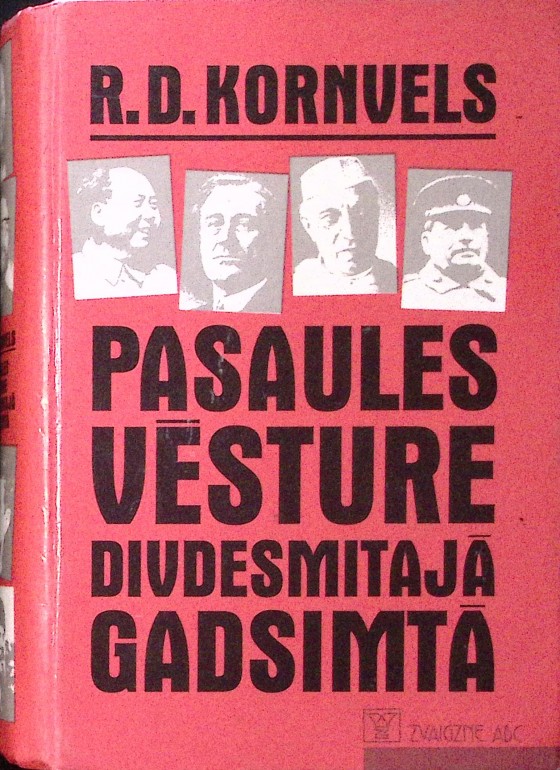 R.D.KORNVELS
PASAULES
VĒSTURE
DIVDESMITAJĀ
GADSIMTĀ
ZVAIGZNE ABC